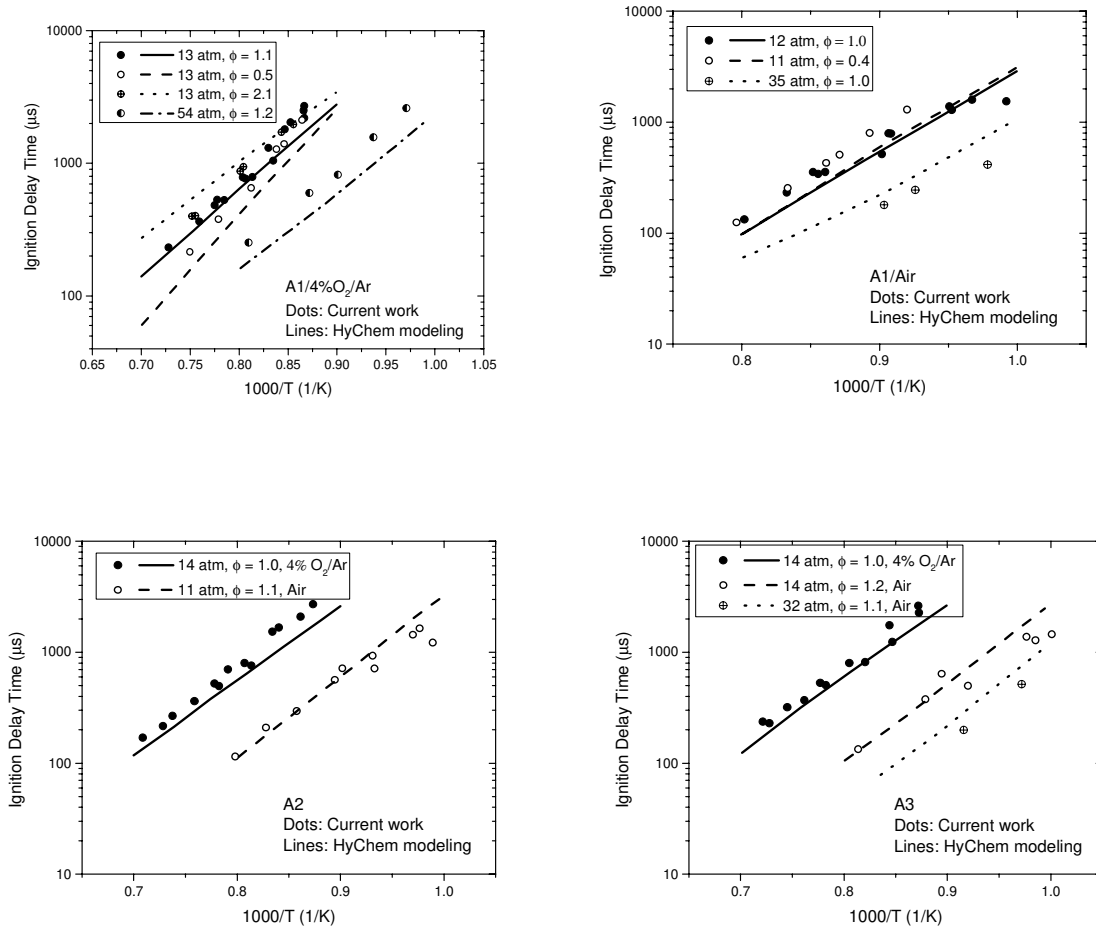 10000
1000
100
Ignition Delay Time (µs)
13 atm, ϕ = 1.1
13 atm, ϕ = 0.5
13 atm, ϕ = 2.1
54 atm, ϕ = 1.2
A1/4%O₂/Ar
Dots: Current work
Lines: HyChem modeling
0.65 0.70 0.75 0.80 0.85 0.90 0.95 1.00 1.05
1000/T (1/K)
10000
1000
100
10
Ignition Delay Time (µs)
12 atm, ϕ = 1.0
11 atm, ϕ = 0.4
35 atm, ϕ = 1.0
A1/Air
Dots: Current work
Lines: HyChem modeling
0.8 0.9 1.0
1000/T (1/K)
10000
1000
100
10
Ignition Delay Time (µs)
14 atm, ϕ = 1.0, 4% O₂/Ar
11 atm, ϕ = 1.1, Air
A2
Dots: Current work
Lines: HyChem modeling
0.7 0.8 0.9 1.0
1000/T (1/K)
10000
1000
100
10
Ignition Delay Time (µs)
14 atm, ϕ = 1.0, 4% O₂/Ar
14 atm, ϕ = 1.2, Air
32 atm, ϕ = 1.1, Air
A3
Dots: Current work
Lines: HyChem modeling
0.7 0.8 0.9 1.0
1000/T (1/K)